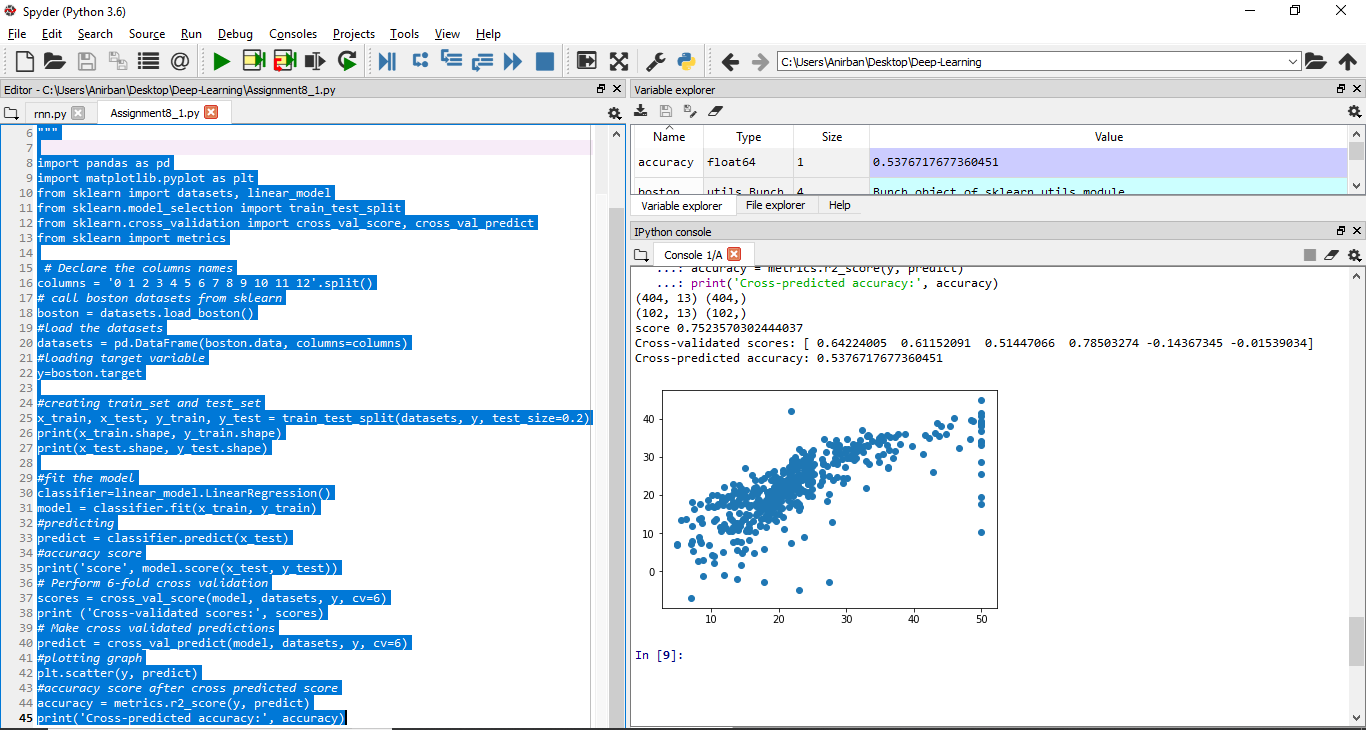 Spyder (Python 3.6)
File Edit Search Source Run Debug Consoles Projects Tools View Help
C:\Users\Anirban\Desktop\Deep-Learning
Editor - C:\Users\Anirban\Desktop\Deep-Learning\Assignment8_1.py
rnn.py Assignment8_1.py
6 """
7
8 import pandas as pd
9 import matplotlib.pyplot as plt
10 from sklearn import datasets, linear_model
11 from sklearn.model_selection import train_test_split
12 from sklearn.cross_validation import cross_val_score, cross_val_predict
13 from sklearn import metrics
14
15 # Declare the columns names
16 columns = '0 1 2 3 4 5 6 7 8 9 10 11 12'.split()
17 # call boston datasets from sklearn
18 boston = datasets.load_boston()
19 #load the datasets
20 datasets = pd.DataFrame(boston.data, columns=columns)
21 #loading target variable
22 y=boston.target
23
24 #creating train_set and test_set
25 x_train, x_test, y_train, y_test = train_test_split(datasets, y, test_size=0.2)
26 print(x_train.shape, y_train.shape)
27 print(x_test.shape, y_test.shape)
28
29 #fit the model
30 classifier=linear_model.LinearRegression()
31 model = classifier.fit(x_train, y_train)
32 #predicting
33 predict = classifier.predict(x_test)
34 #accuracy score
35 print('score', model.score(x_test, y_test))
36 # Perform 6-fold cross validation
37 scores = cross_val_score(model, datasets, y, cv=6)
38 print ('Cross-validated scores:', scores)
39 # Make cross validated predictions
40 predict = cross_val_predict(model, datasets, y, cv=6)
41 #plotting graph
42 plt.scatter(y, predict)
43 #accuracy score after cross predicted score
44 accuracy = metrics.r2_score(y, predict)
45 print('Cross-predicted accuracy:', accuracy)
Variable explorer
Name Type Size Value
accuracy float64 1 0.5376717677360451
boston utils.Bunch 4 Bunch object of sklearn.utils module
Variable explorer File explorer Help
IPython console
Console 1/A
...: accuracy = metrics.r2_score(y, predict)
...: print('Cross-predicted accuracy:', accuracy)
(404, 13) (404,)
(102, 13) (102,)
score 0.7523570302444037
Cross-validated scores: [ 0.64224005 0.61152091 0.51447066 0.78503274 -0.14367345 -0.01539034]
Cross-predicted accuracy: 0.5376717677360451
40
30
20
10
0
10 20 30 40 50
In [9]: